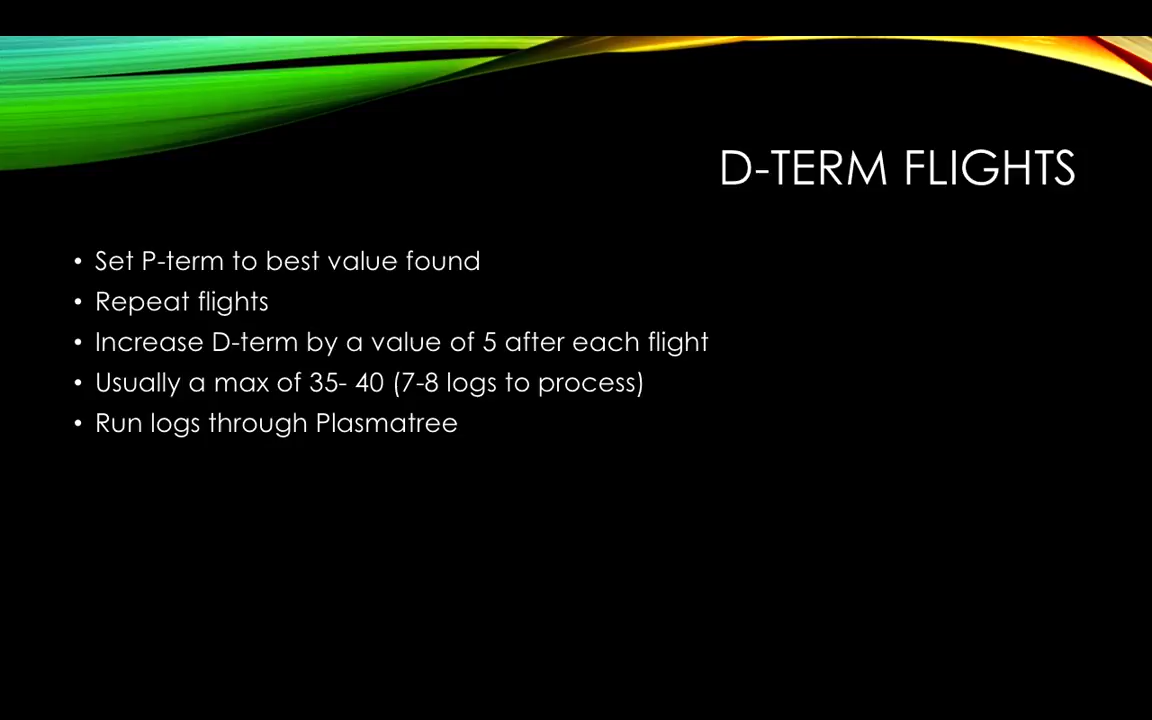 D-TERM FLIGHTS
• Set P-term to best value found
• Repeat flights
• Increase D-term by a value of 5 after each flight
• Usually a max of 35- 40 (7-8 logs to process)
• Run logs through Plasmatree